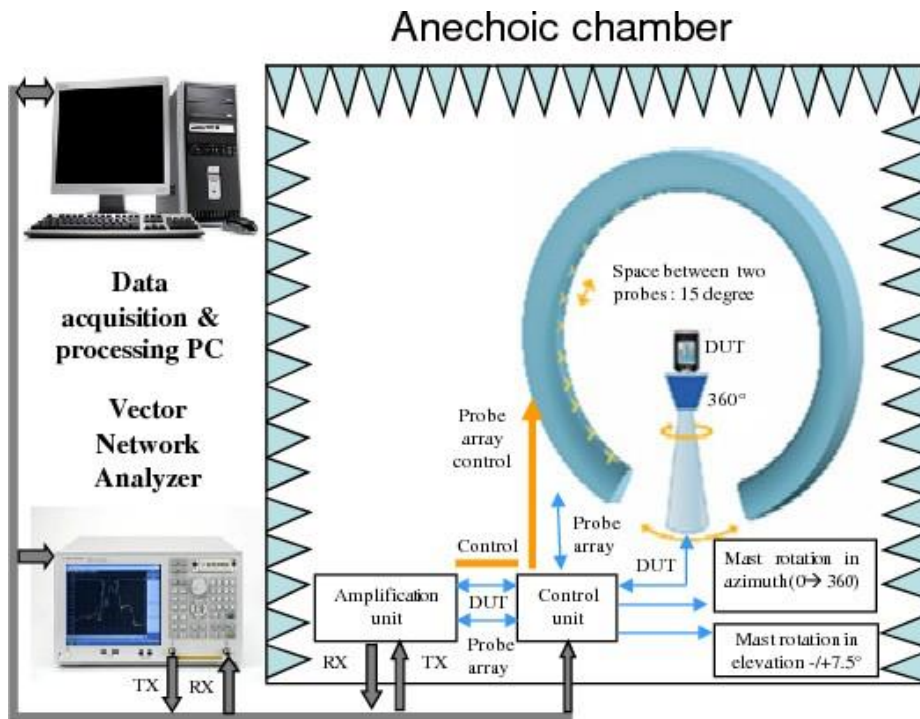 Anechoic chamber
Data
acquisition &
processing PC
Vector
Network
Analyzer
TX
RX
Space between two
probes : 15 degree
DUT
360°
Probe
array
control
Probe
array
Control
DUT
Mast rotation in
azimuth (0→ 360)
Amplification
unit
DUT
Probe
array
Control
unit
Mast rotation in
elevation -/+7.5°
RX
TX